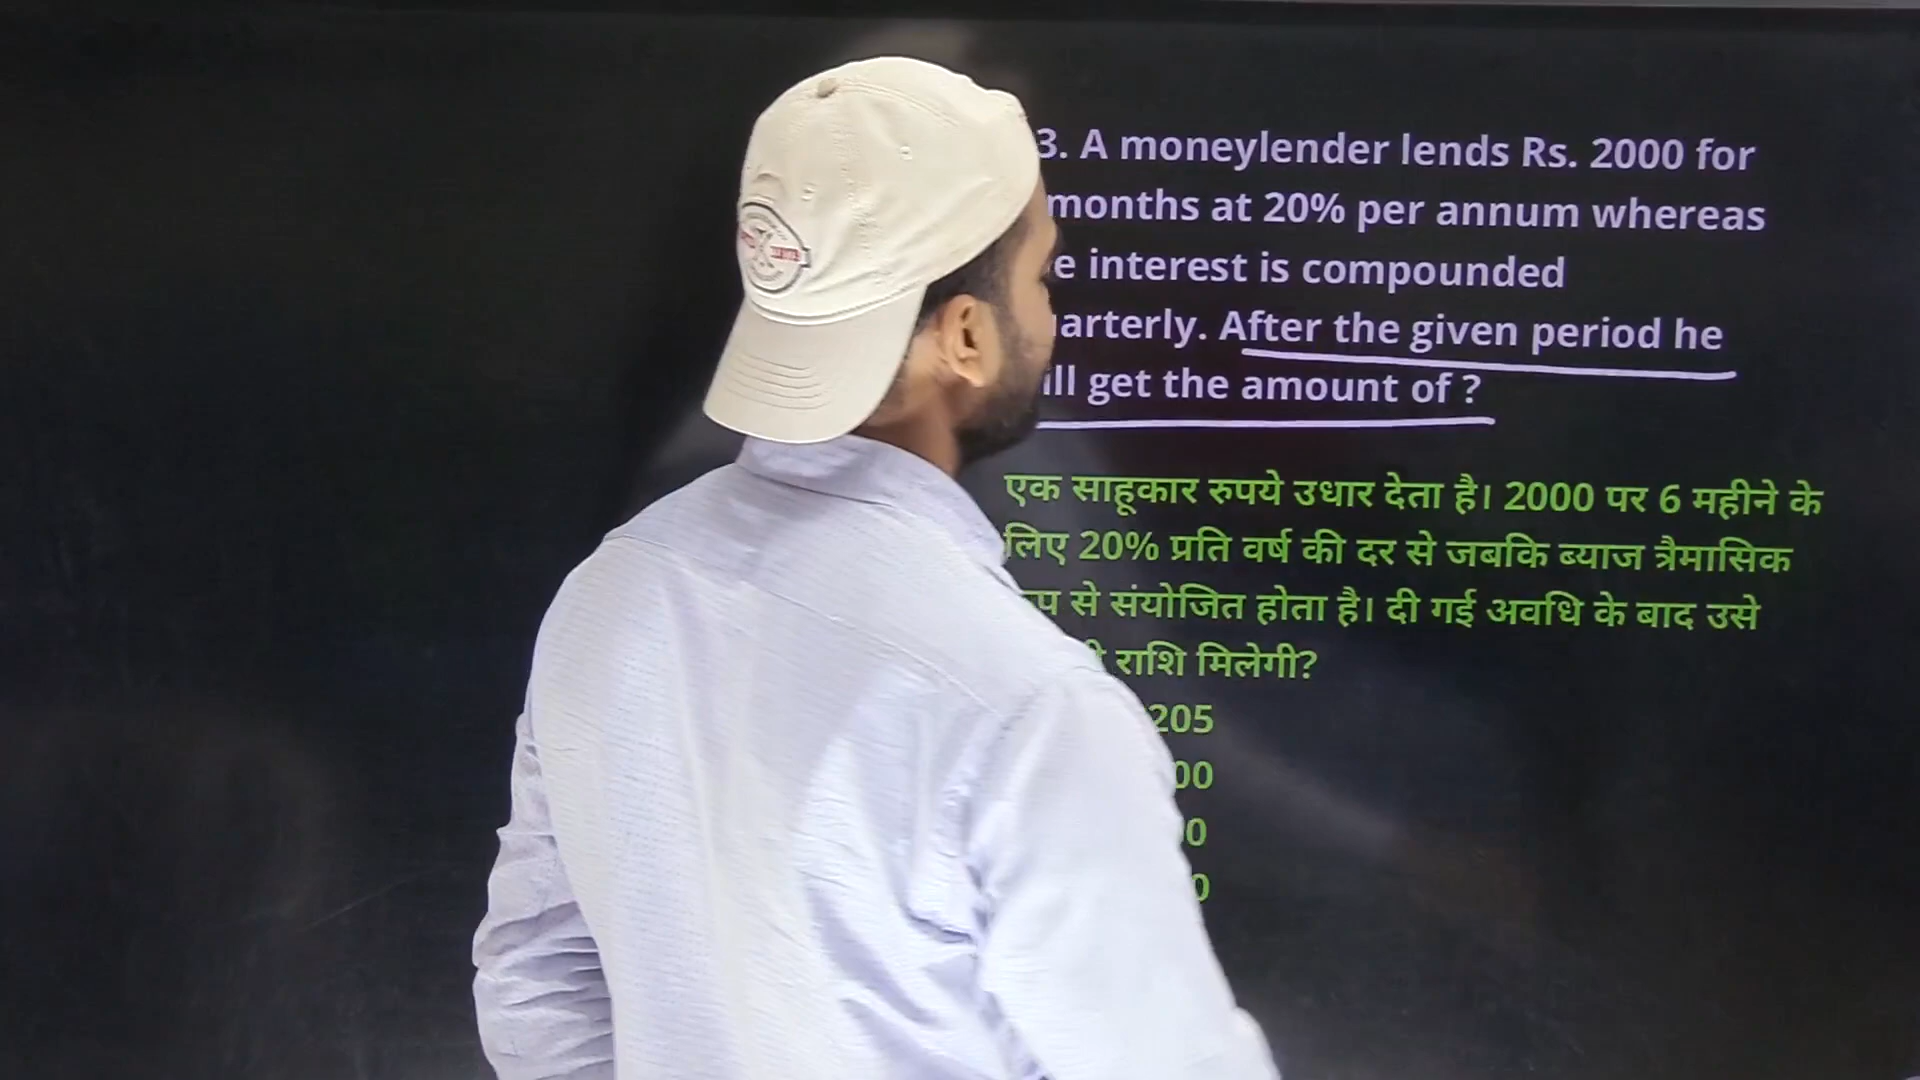 3. A moneylender lends Rs. 2000 for
months at 20% per annum whereas
interest is compounded
arterly. After the given period he
ill get the amount of ?
एक साहूकार रुपये उधार देता है। 2000 पर 6 महीने के
लिए 20% प्रति वर्ष की दर से जबकि ब्याज त्रैमासिक
से संयोजित होता है। दी गई अवधि के बाद उसे
राशि मिलेगी?
205
00
0
0